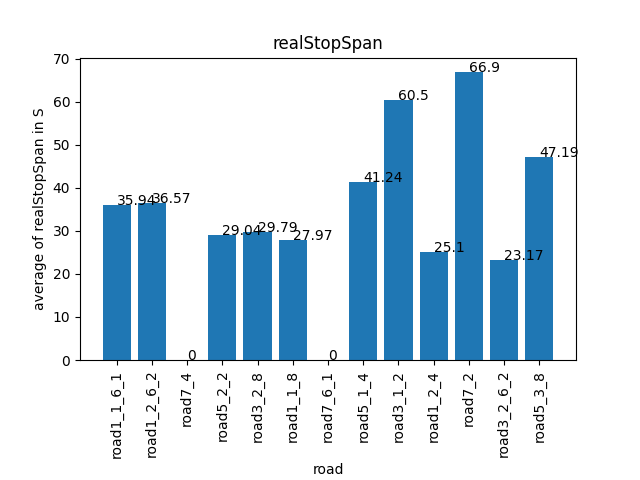 realStopSpan
average of realStopSpan in S
70
60
50
40
30
20
10
0
35.94
36.57
0
29.04
29.79
27.97
0
41.24
60.5
25.1
66.9
23.17
47.19
road1_1_6_1
road1_2_6_2
road7_4
road5_2_2
road3_2_8
road1_1_8
road7_6_1
road5_1_4
road3_1_2
road1_2_4
road7_2
road3_2_6_2
road5_3_8
road